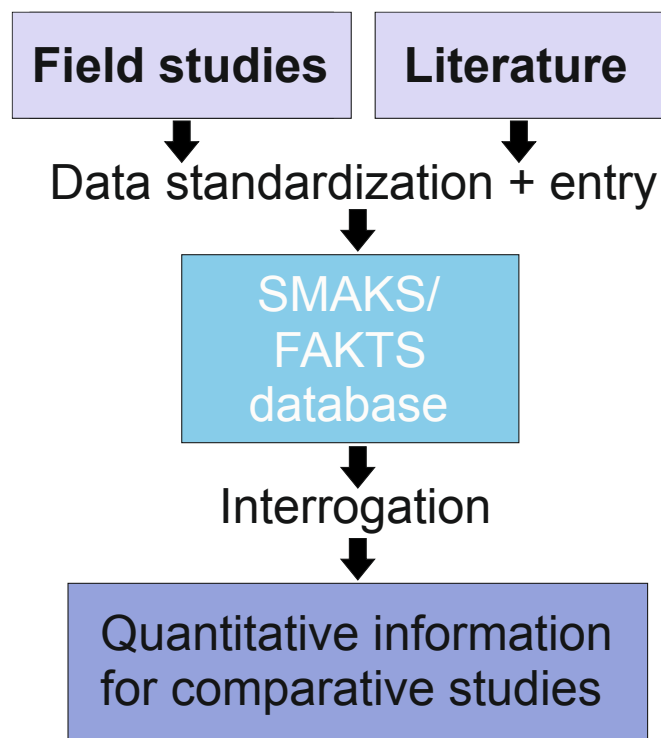 Field studies
Literature
Data standardization + entry
SMAKS/
FAKTS
database
Interrogation
Quantitative information
for comparative studies